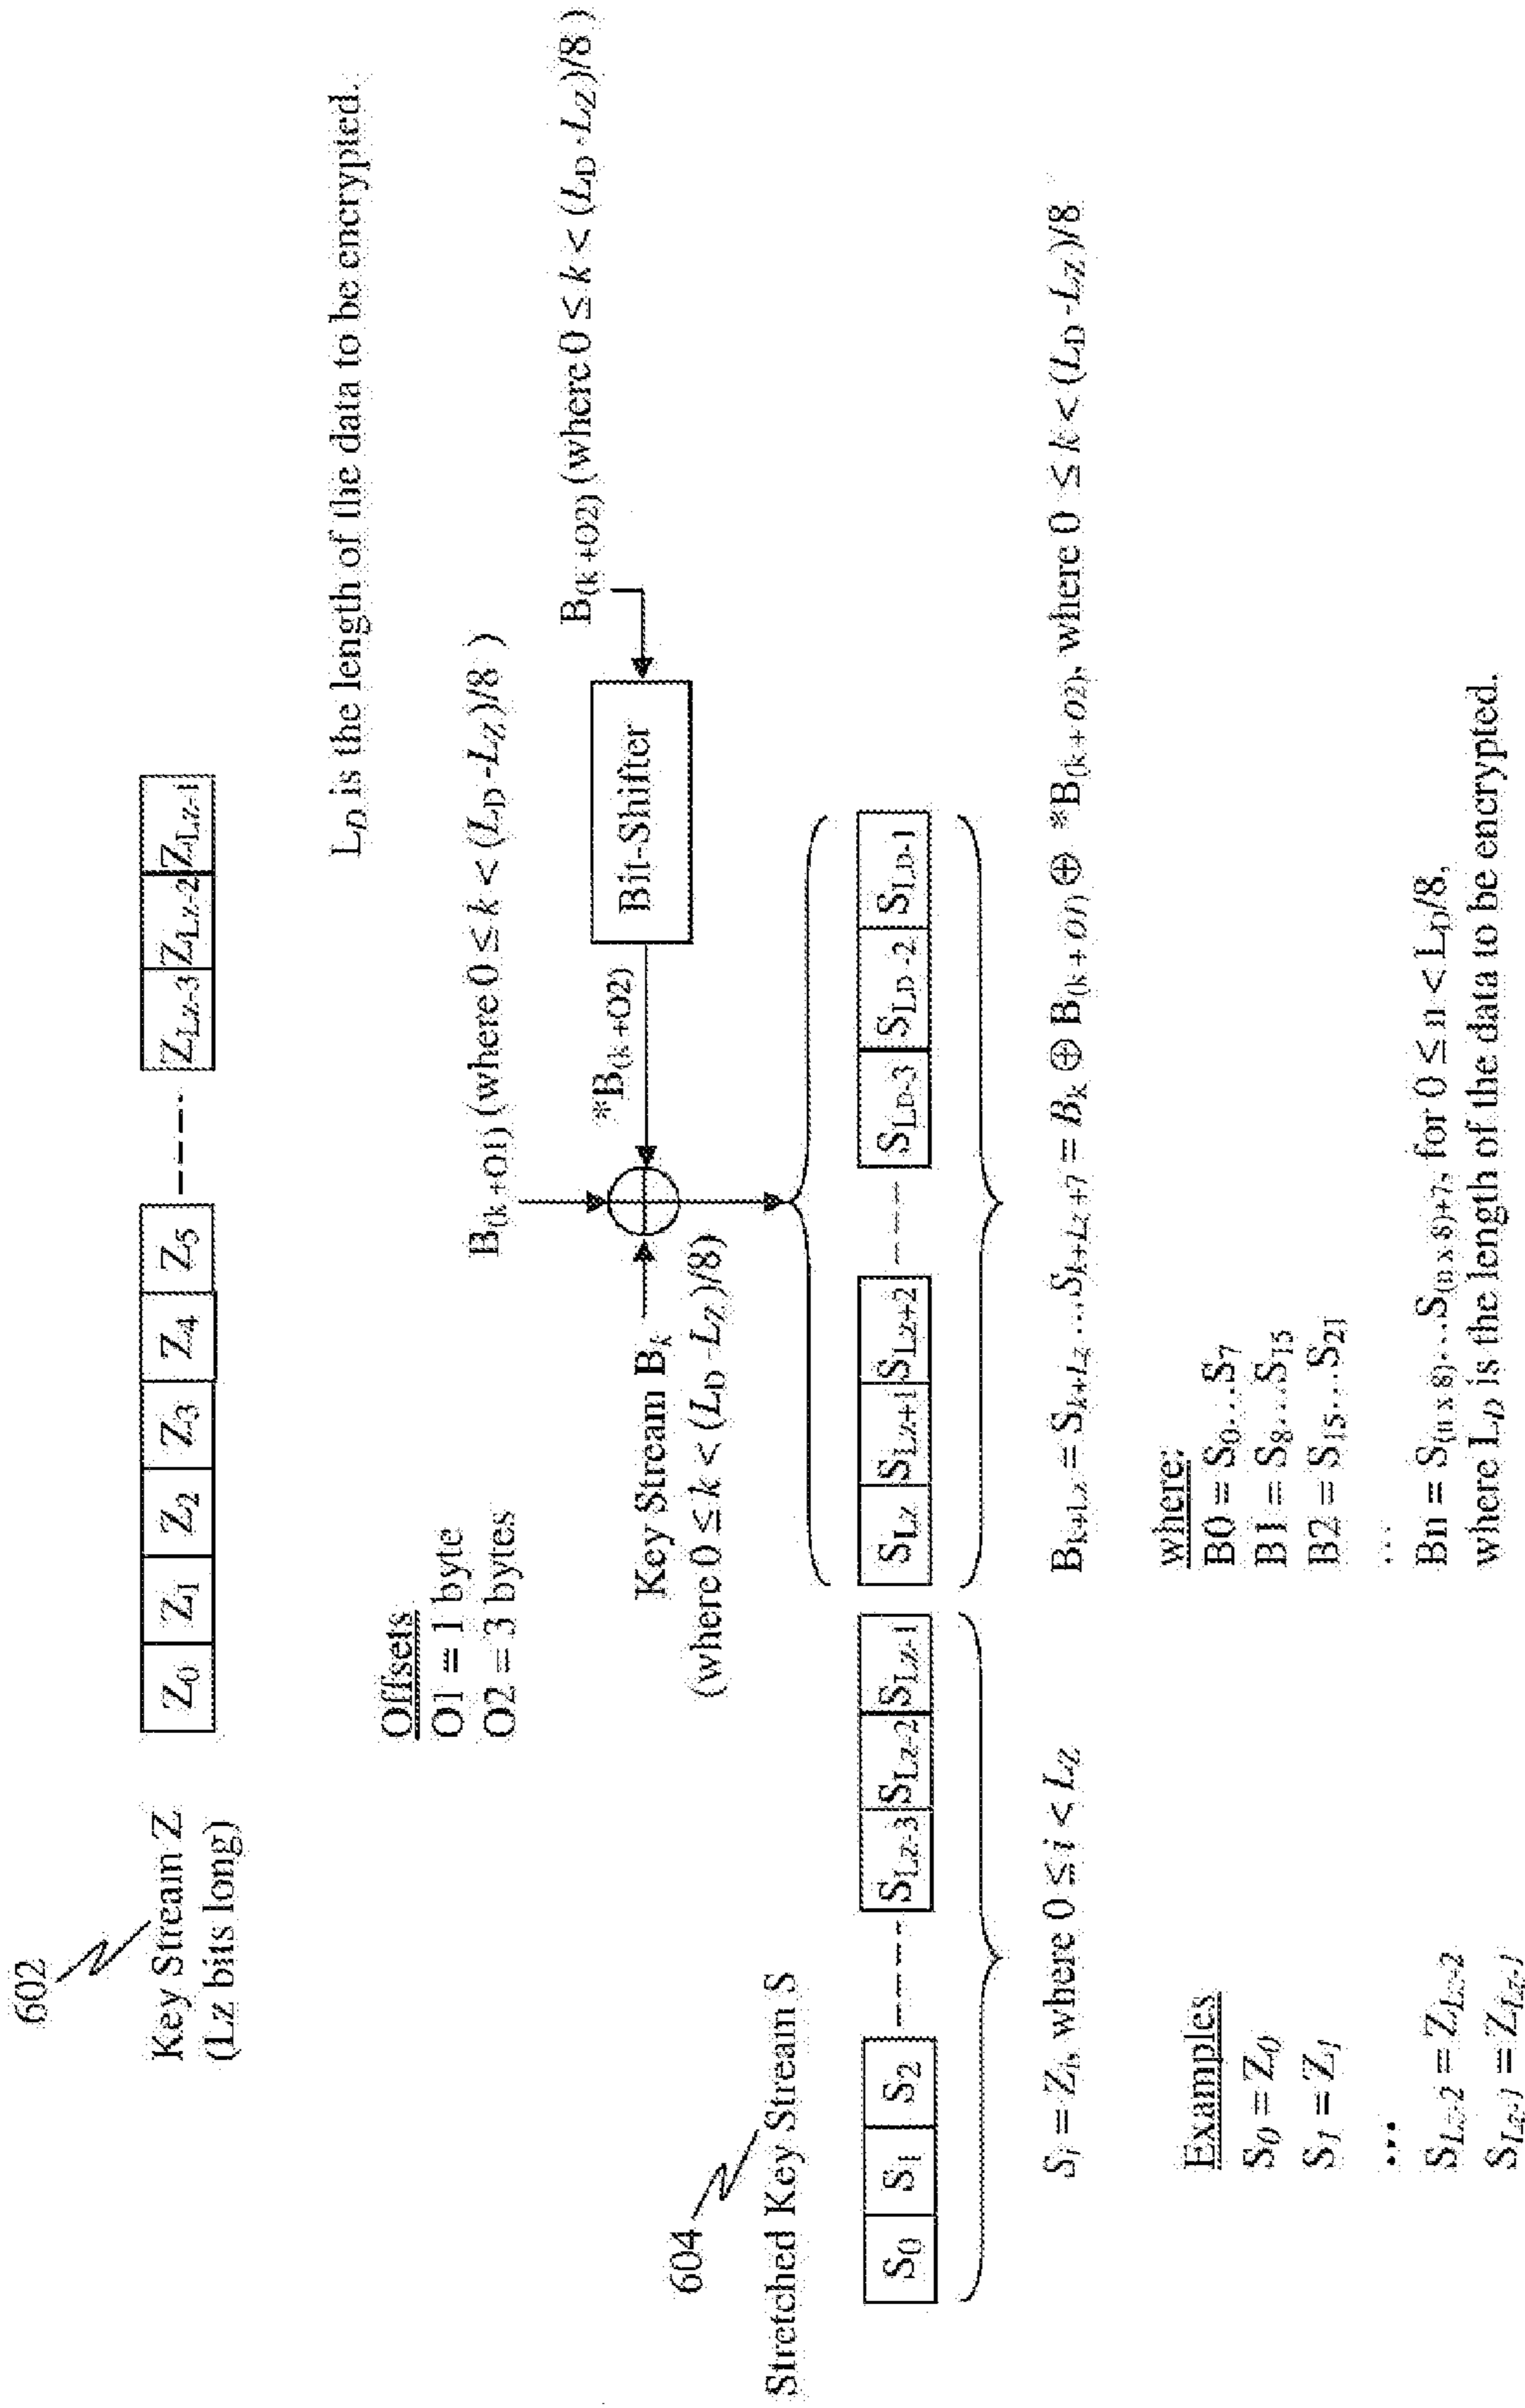 602
Key Stream Z
(Lz bits long)
Z0 Z1 Z2 Z3 Z4 Z5 ---- ZLz-3 ZLz-2 ZLz-1
LD is the length of the data to be encrypted.
Offsets
O1 = 1 byte
O2 = 3 bytes
B(k +O1) (where 0 ≤ k < (LD -LZ)/8 )
B(k +O2) (where 0 ≤ k < (LD -LZ)/8 )
*B(k +O2)
Bit-Shifter
Key Stream Bk
(where 0 ≤ k < (LD -LZ)/8)
604
Stretched Key Stream S
S0 S1 S2 ---- SLz-3 SLz-2 SLz-1 SLz SLz+1 SLz+2 ---- SLD-3 SLD-2 SLD-1
Si = Zi, where 0 ≤ i < LZ
Bk+Lz = Sk+Lz ...Sk+Lz+7 = Bk ⊕ B(k + O1) ⊕ *B(k + O2), where 0 ≤ k < (LD -LZ)/8
Examples
S0 = Z0
S1 = Z1
...
SLz-2 = ZLz-2
SLz-1 = ZLz-1
where:
B0 = S0...S7
B1 = S8...S15
B2 = S15...S21
...
Bn = S(n x 8)...S(n x 8)+7, for 0 ≤ n < LD/8,
where LD is the length of the data to be encrypted.